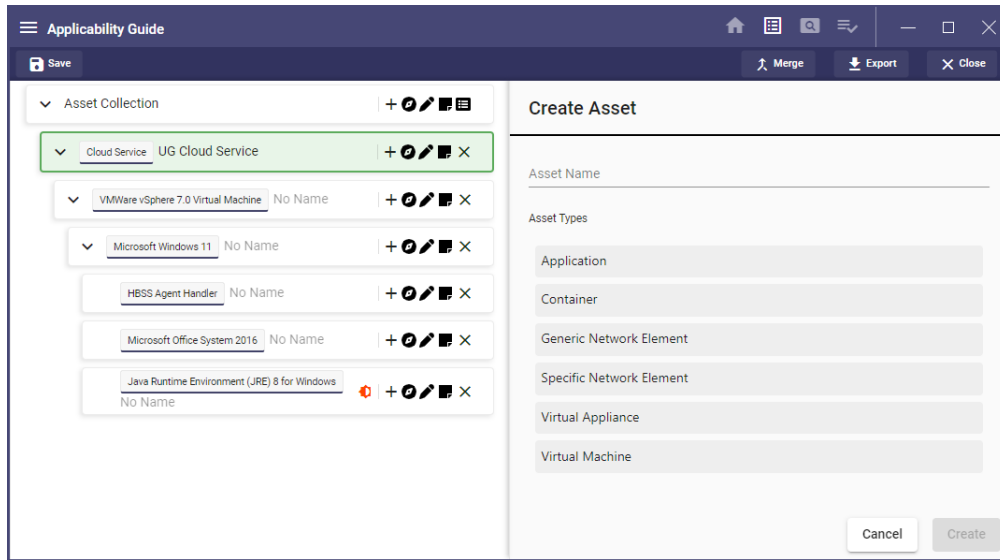 Applicability Guide
Save
Merge
Export
Close
Asset Collection
Cloud Service UG Cloud Service
VMWare vSphere 7.0 Virtual Machine No Name
Microsoft Windows 11 No Name
HBSS Agent Handler No Name
Microsoft Office System 2016 No Name
Java Runtime Environment (JRE) 8 for Windows
No Name
Create Asset
Asset Name
Asset Types
Application
Container
Generic Network Element
Specific Network Element
Virtual Appliance
Virtual Machine
Cancel
Create